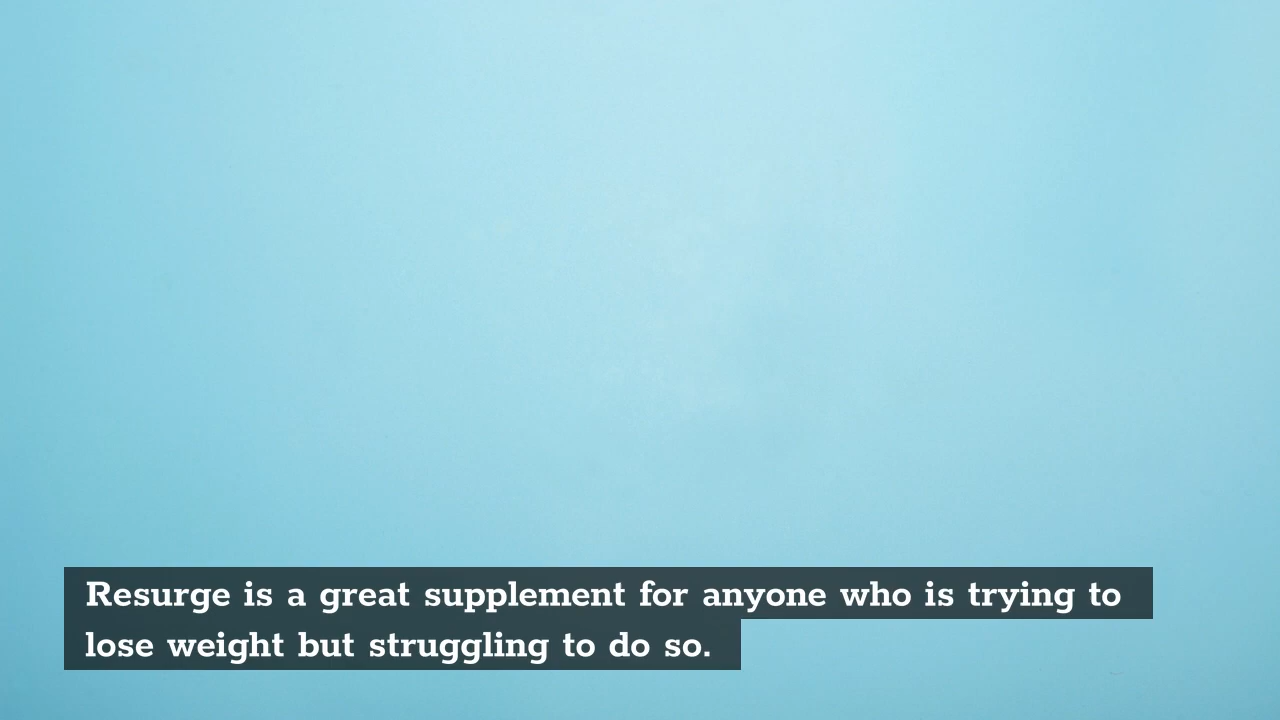 Resurge is a great supplement for anyone who is trying to
lose weight but struggling to do so.